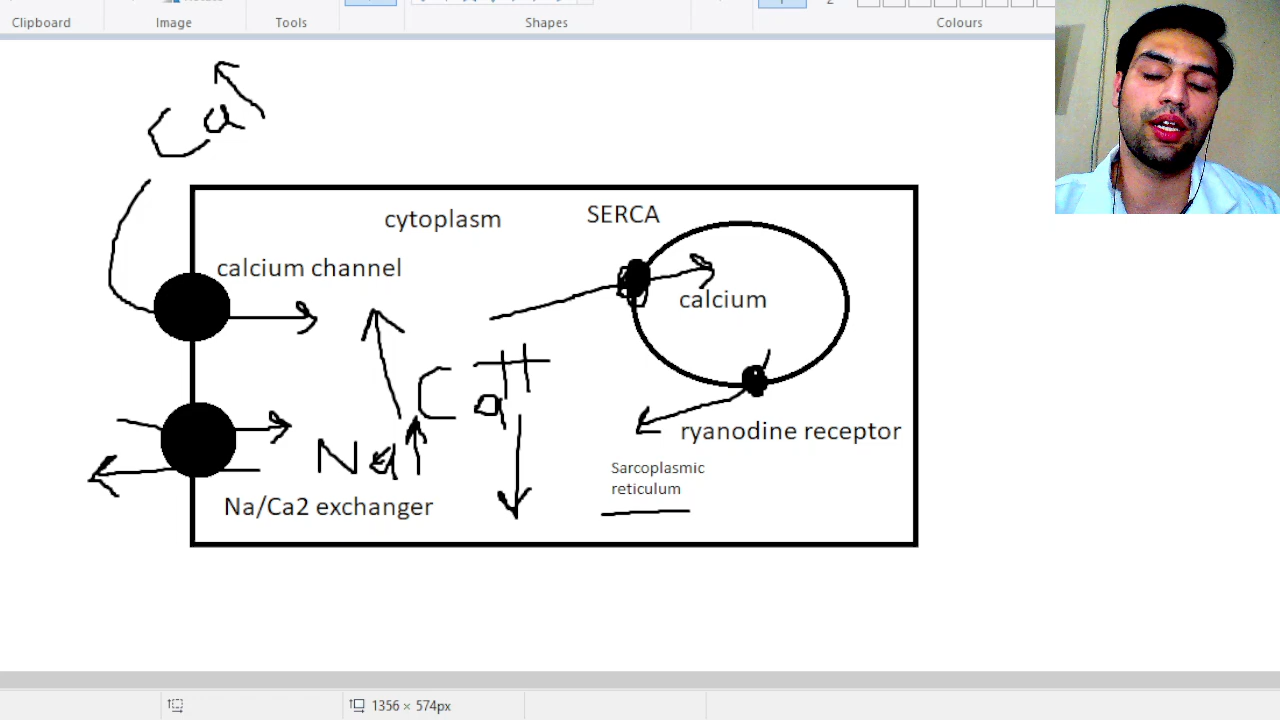 Clipboard
Image
Tools
Shapes
Colours
Ca
cytoplasm
SERCA
calcium channel
calcium
Ca++
Na
ryanodine receptor
Sarcoplasmic
reticulum
Na/Ca2 exchanger
1356 × 574px